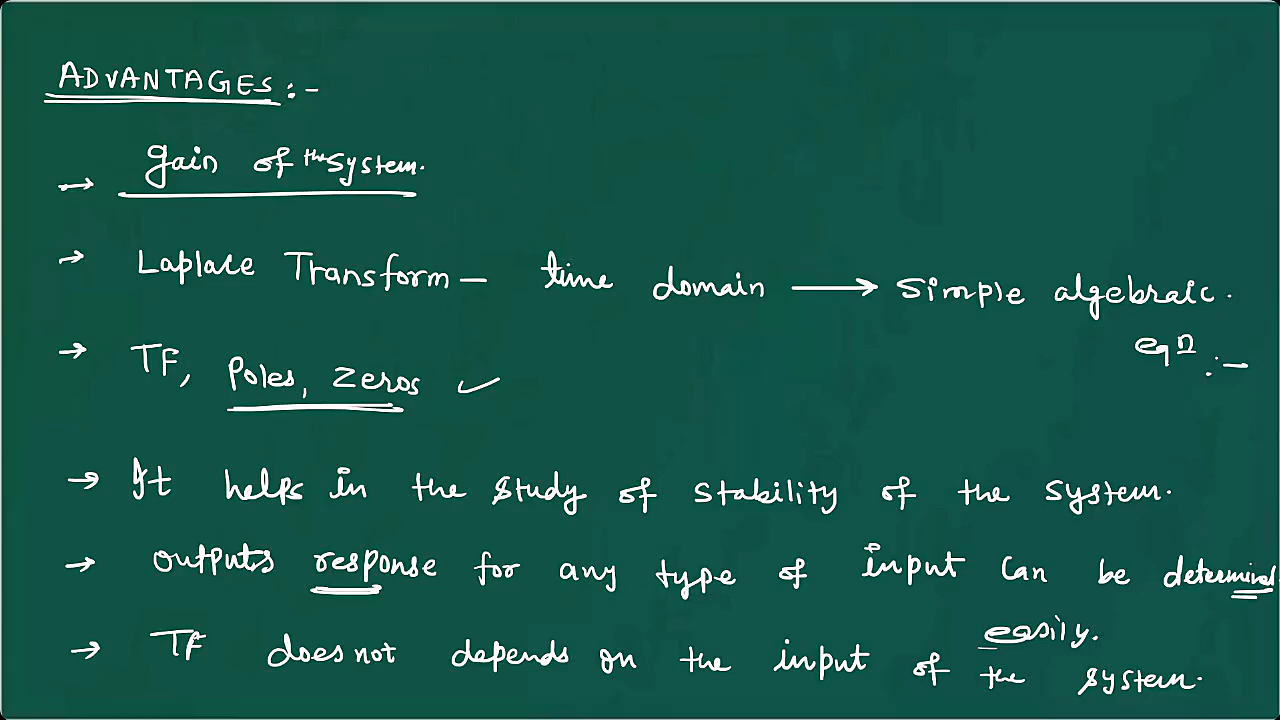 ADVANTAGES:-
→ gain of the system.
→ Laplace Transform - time domain → Simple algebraic.
eqn :-
→ TF, Poles, Zeros ✓
→ It helps in the study of stability of the system.
→ outputs response for any type of input can be determined
easily.
→ TF does not depends on the input of the system.